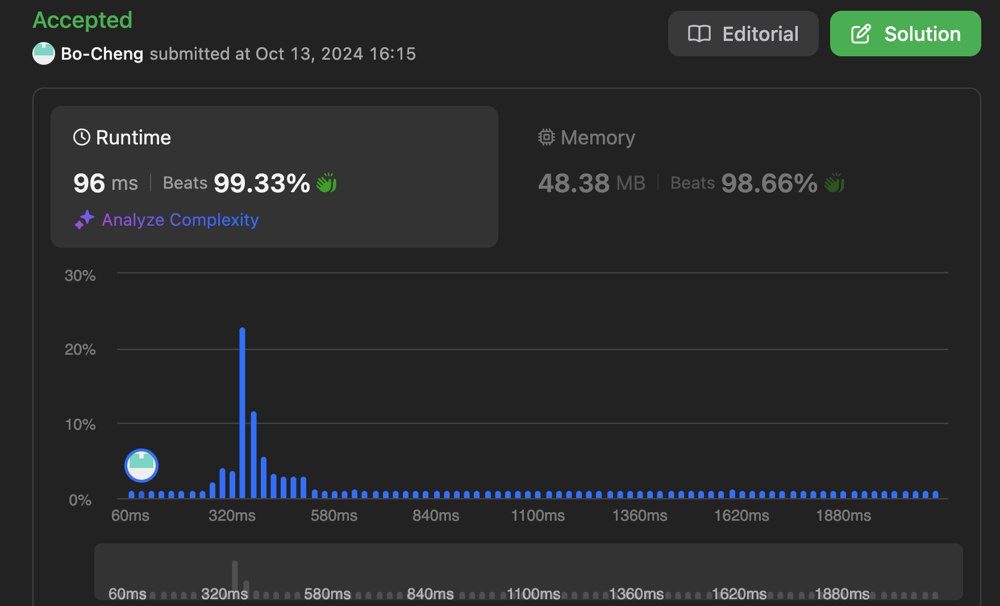 Accepted
Bo-Cheng submitted at Oct 13, 2024 16:15
Editorial
Solution
Runtime
96 ms Beats 99.33%
Analyze Complexity
Memory
48.38 MB Beats 98.66%
30%
20%
10%
0%
60ms 320ms 580ms 840ms 1100ms 1360ms 1620ms 1880ms
60ms 320ms 580ms 840ms 1100ms 1360ms 1620ms 1880ms